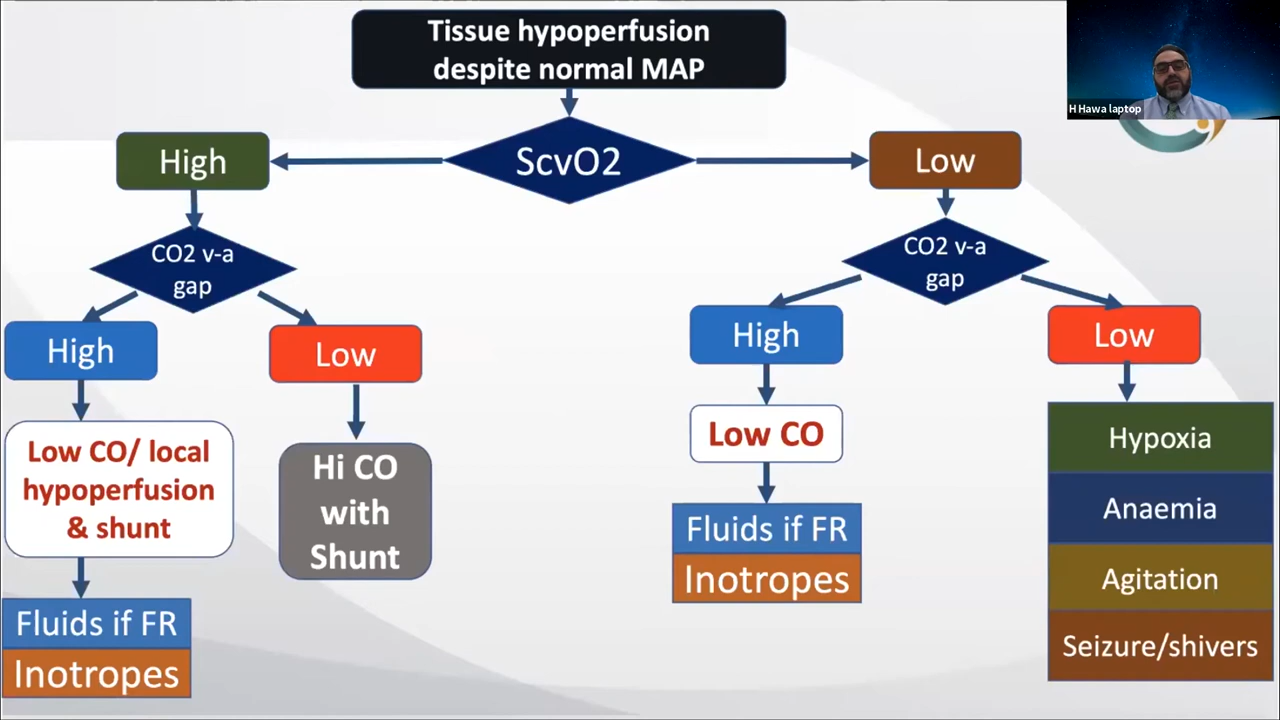 Tissue hypoperfusion
despite normal MAP
H Hawa laptop
9
High
ScvO2
Low
CO2 v-a
gap
High
Low
Low CO/ local
hypoperfusion
& shunt
Fluids if FR
Inotropes
Hi CO
with
Shunt
CO2 v-a
gap
High
Low
Low CO
Fluids if FR
Inotropes
Hypoxia
Anaemia
Agitation
Seizure/shivers